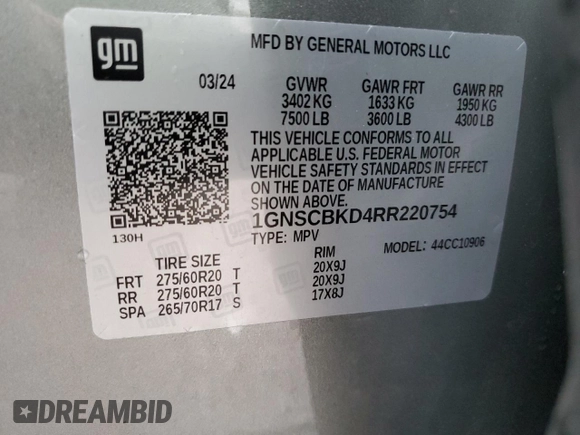 gm
MFD BY GENERAL MOTORS LLC
03/24 GVWR GAWR FRT GAWR RR
3402 KG 1633 KG 1950 KG
7500 LB 3600 LB 4300 LB
THIS VEHICLE CONFORMS TO ALL
APPLICABLE U.S. FEDERAL MOTOR
VEHICLE SAFETY STANDARDS IN EFFECT
ON THE DATE OF MANUFACTURE
SHOWN ABOVE.
1GNSCBKD4RR220754
130H
TYPE: MPV MODEL: 44CC10906
TIRE SIZE RIM
FRT 275/60R20 T 20X9J
RR 275/60R20 T 20X9J
SPA 265/70R17 S 17X8J
DREAMBID